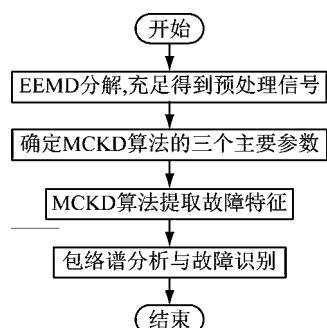 开始
EEMD分解,充足得到预处理信号
确定MCKD算法的三个主要参数
MCKD算法提取故障特征
包络谱分析与故障识别
结束